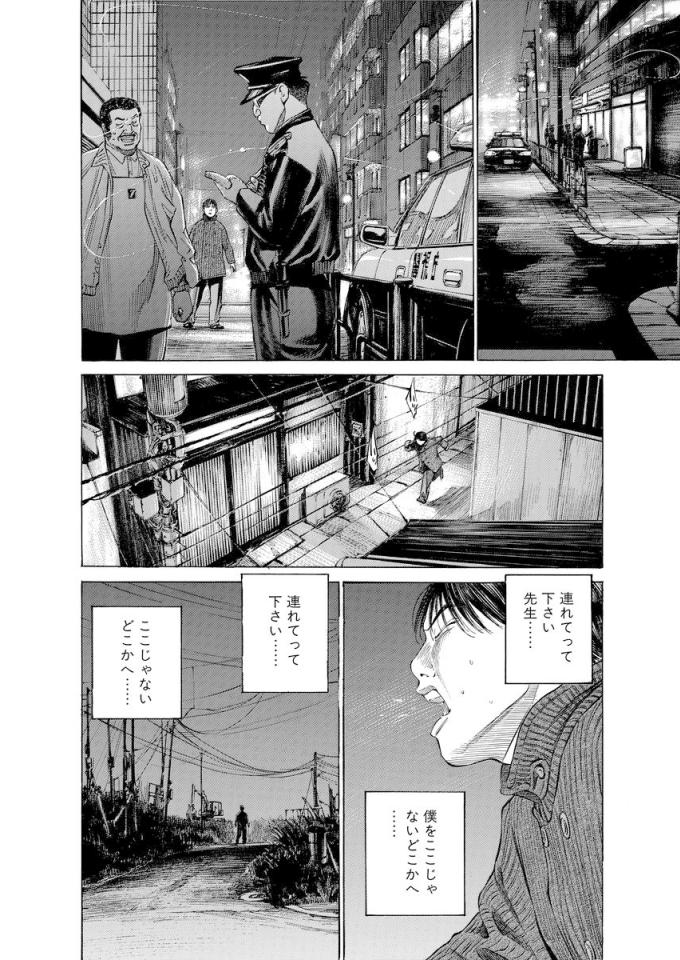 連れてって
下さい
先生……
僕をここじゃ
ないどこかへ
……
連れてって
下さい……
ここじゃない
どこかへ……